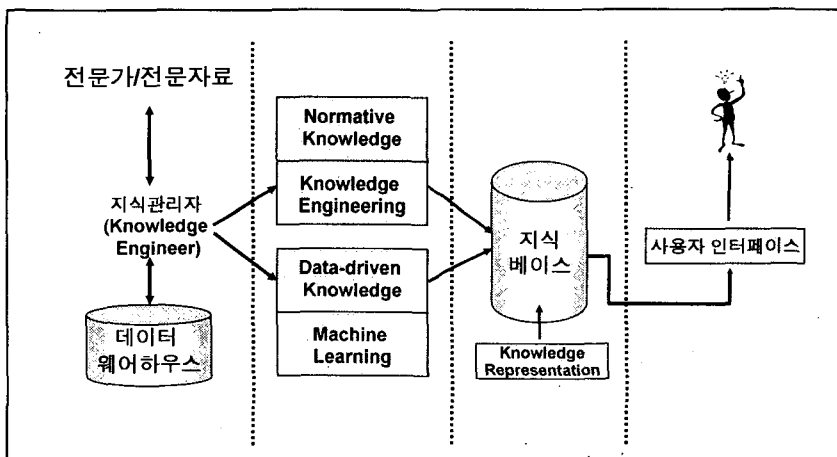 전문가/전문자료
지식관리자
(Knowledge
Engineer)
데이터
웨어하우스
Normative
Knowledge
Knowledge
Engineering
Data-driven
Knowledge
Machine
Learning
지식
베이스
Knowledge
Representation
사용자 인터페이스